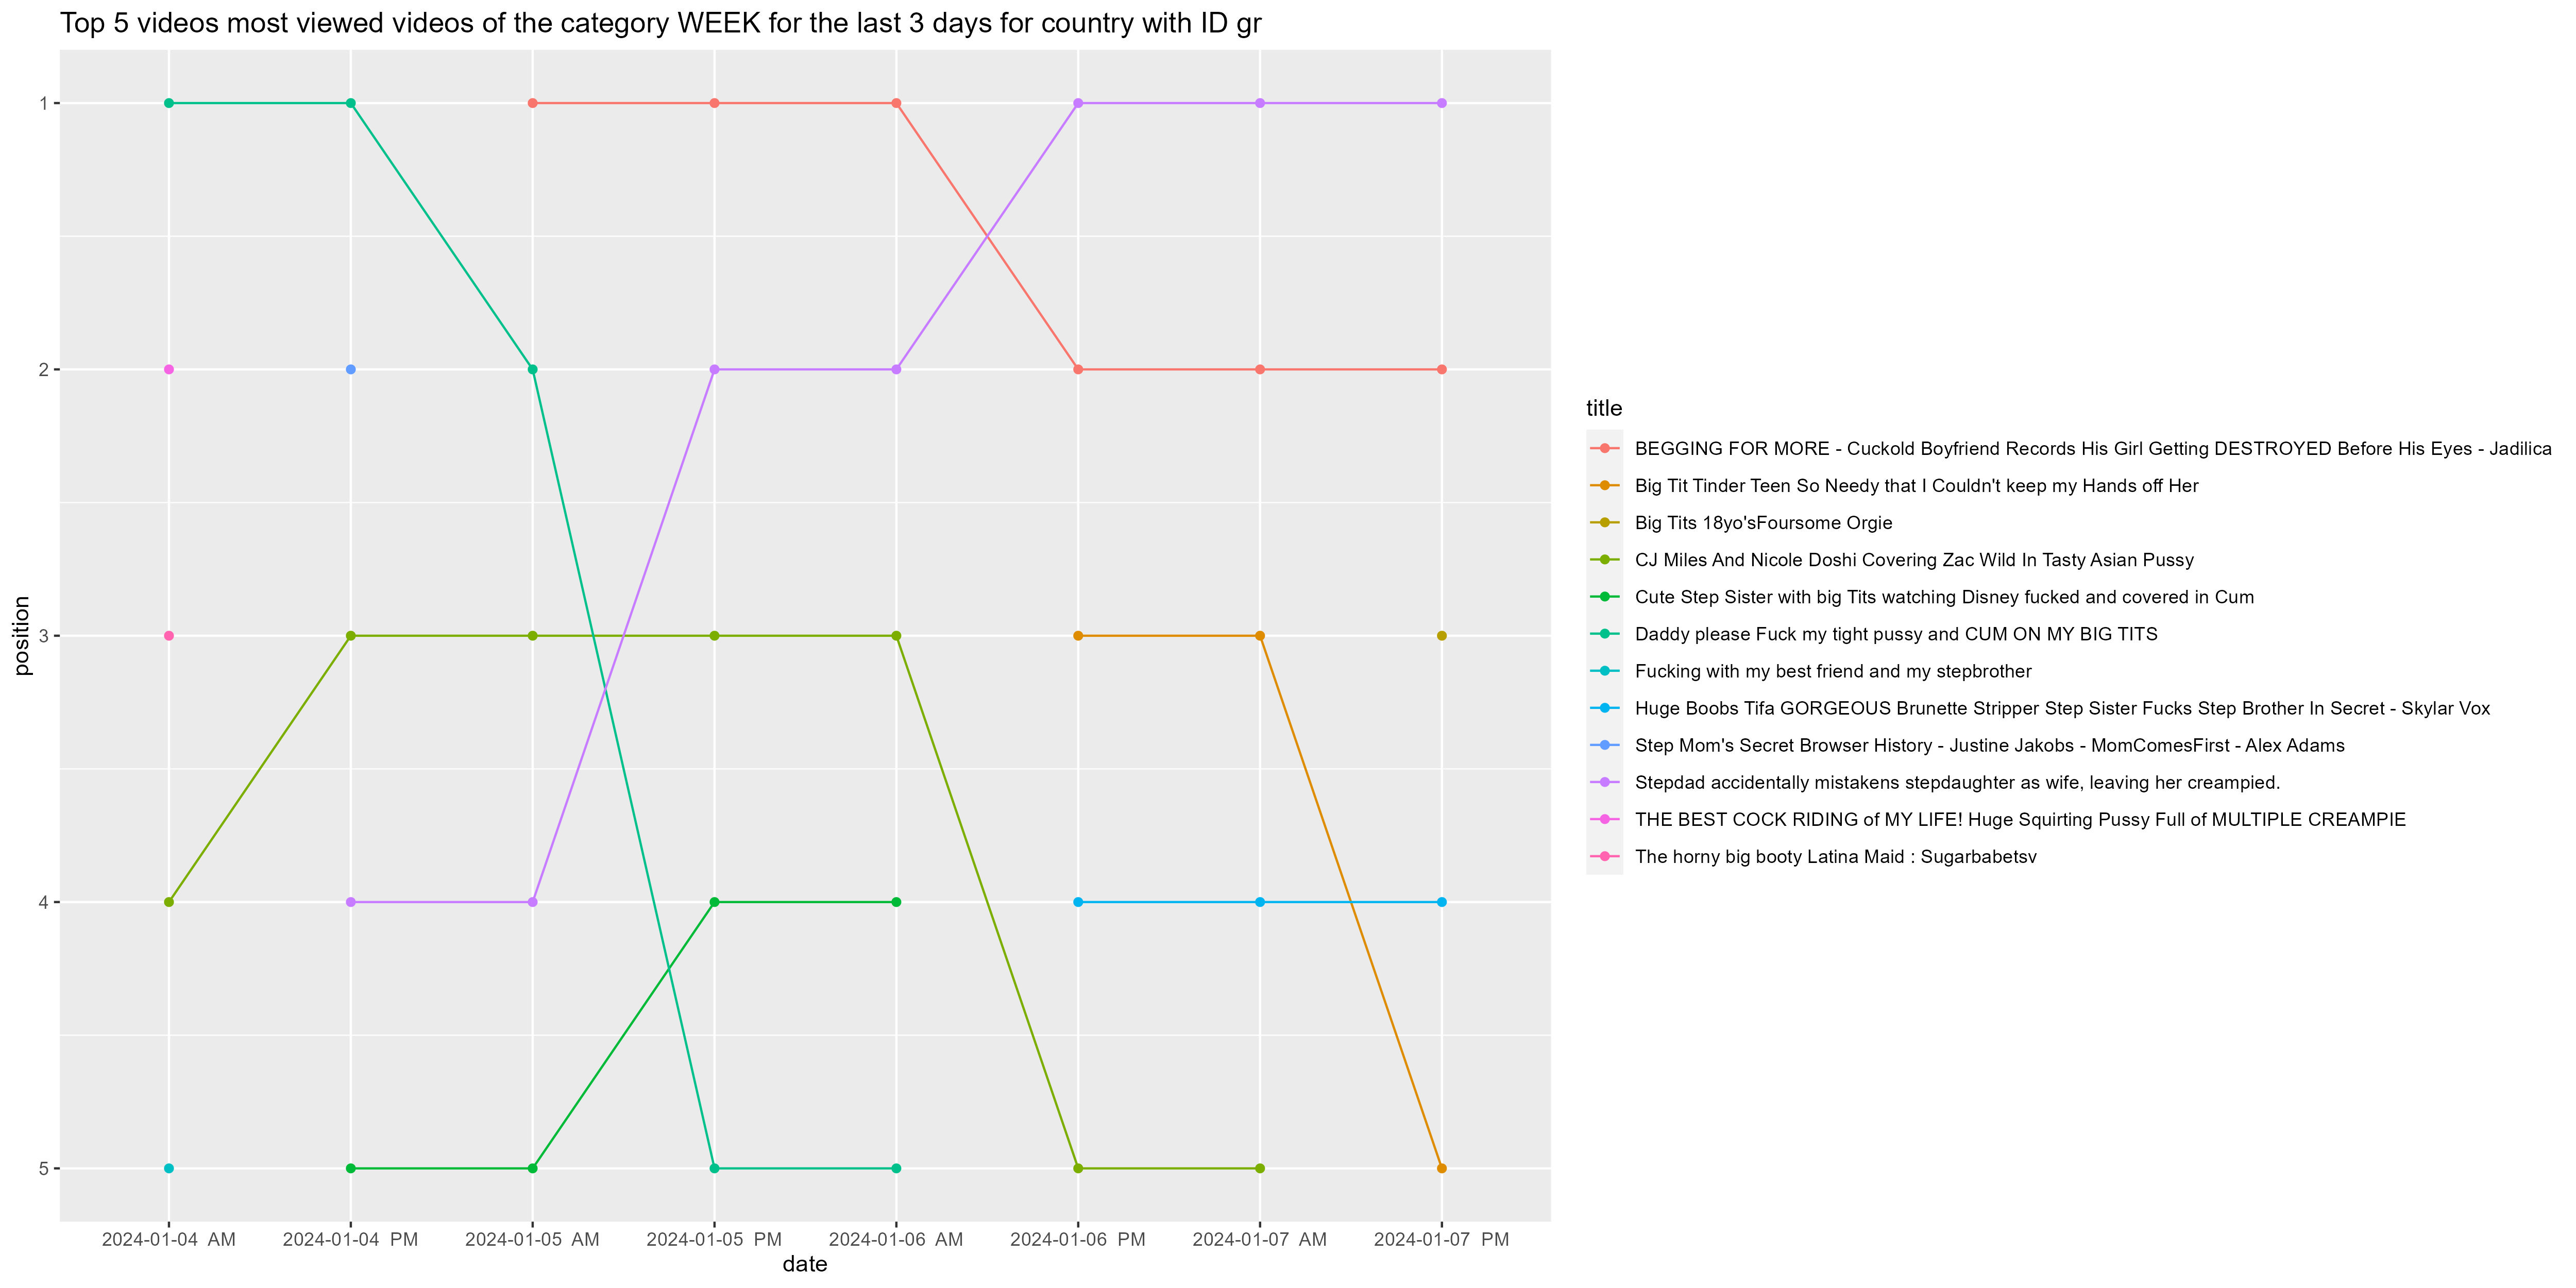 Top 5 videos most viewed videos of the category WEEK for the last 3 days for country with ID gr
position
1
2
3
4
5
2024-01-04 AM
2024-01-04 PM
2024-01-05 AM
2024-01-05 PM
2024-01-06 AM
2024-01-06 PM
2024-01-07 AM
2024-01-07 PM
date
title
BEGGING FOR MORE - Cuckold Boyfriend Records His Girl Getting DESTROYED Before His Eyes - Jadilica
Big Tit Tinder Teen So Needy that I Couldn't keep my Hands off Her
Big Tits 18yo'sFoursome Orgie
CJ Miles And Nicole Doshi Covering Zac Wild In Tasty Asian Pussy
Cute Step Sister with big Tits watching Disney fucked and covered in Cum
Daddy please Fuck my tight pussy and CUM ON MY BIG TITS
Fucking with my best friend and my stepbrother
Huge Boobs Tifa GORGEOUS Brunette Stripper Step Sister Fucks Step Brother In Secret - Skylar Vox
Step Mom's Secret Browser History - Justine Jakobs - MomComesFirst - Alex Adams
Stepdad accidentally mistakens stepdaughter as wife, leaving her creampied.
THE BEST COCK RIDING of MY LIFE! Huge Squirting Pussy Full of MULTIPLE CREAMPIE
The horny big booty Latina Maid : Sugarbabetsv